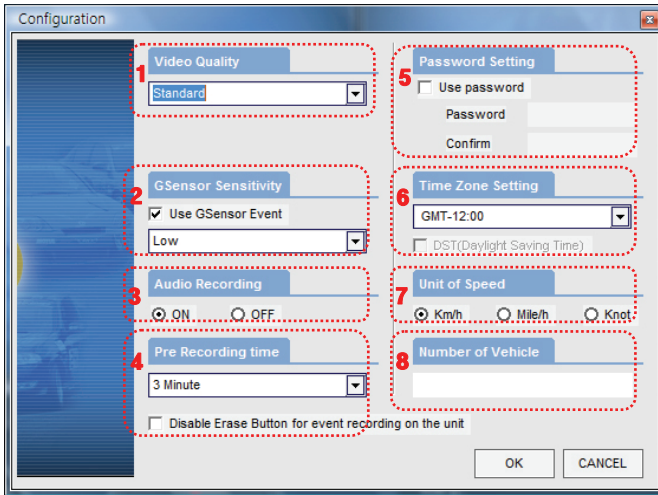 Configuration
1
Video Quality
Standard
2
GSensor Sensitivity
Use GSensor Event
Low
3
Audio Recording
ON OFF
4
Pre Recording time
3 Minute
Disable Erase Button for event recording on the unit
5
Password Setting
Use password
Password
Confirm
6
Time Zone Setting
GMT-12:00
DST(Daylight Saving Time)
7
Unit of Speed
Km/h Mile/h Knot
8
Number of Vehicle
OK CANCEL